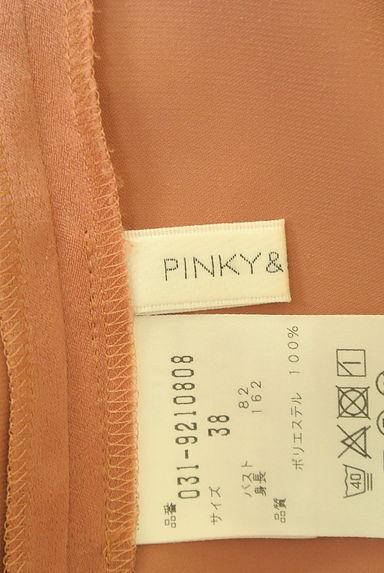 PINKY&
品番 031-9210808
サイズ 38
バスト 82
身長 162
品質 ポリエステル 100%
40